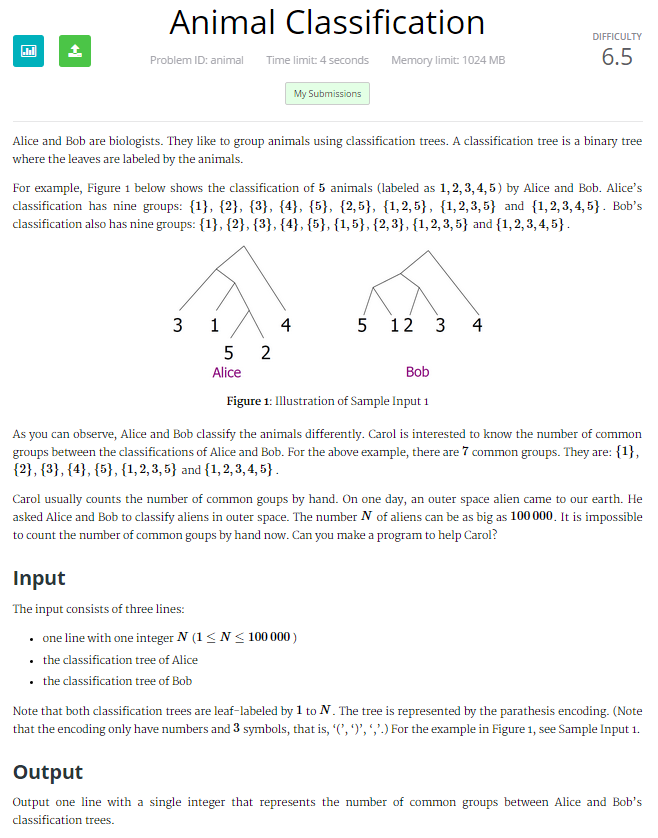 Animal Classification
DIFFICULTY
6.5
Problem ID: animal Time limit: 4 seconds Memory limit: 1024 MB
My Submissions
Alice and Bob are biologists. They like to group animals using classification trees. A classification tree is a binary tree
where the leaves are labeled by the animals.
For example, Figure 1 below shows the classification of 5 animals (labeled as 1, 2, 3, 4, 5) by Alice and Bob. Alice's
classification has nine groups: {1}, {2}, {3}, {4}, {5}, {2, 5}, {1, 2, 5}, {1, 2, 3, 5} and {1, 2, 3, 4, 5}. Bob's
classification also has nine groups: {1}, {2}, {3}, {4}, {5}, {1, 5}, {2, 3}, {1, 2, 3, 5} and {1, 2, 3, 4, 5}.
3 1 4 5 1 2 3 4
5 2
Alice Bob
Figure 1: Illustration of Sample Input 1
As you can observe, Alice and Bob classify the animals differently. Carol is interested to know the number of common
groups between the classifications of Alice and Bob. For the above example, there are 7 common groups. They are: {1},
{2}, {3}, {4}, {5}, {1, 2, 3, 5} and {1, 2, 3, 4, 5}.
Carol usually counts the number of common goups by hand. On one day, an outer space alien came to our earth. He
asked Alice and Bob to classify aliens in outer space. The number N of aliens can be as big as 100 000. It is impossible
to count the number of common goups by hand now. Can you make a program to help Carol?
Input
The input consists of three lines:
• one line with one integer N (1 ≤ N ≤ 100 000)
• the classification tree of Alice
• the classification tree of Bob
Note that both classification trees are leaf-labeled by 1 to N. The tree is represented by the parathesis encoding. (Note
that the encoding only have numbers and 3 symbols, that is, '(', ')', ','.) For the example in Figure 1, see Sample Input 1.
Output
Output one line with a single integer that represents the number of common groups between Alice and Bob's
classification trees.